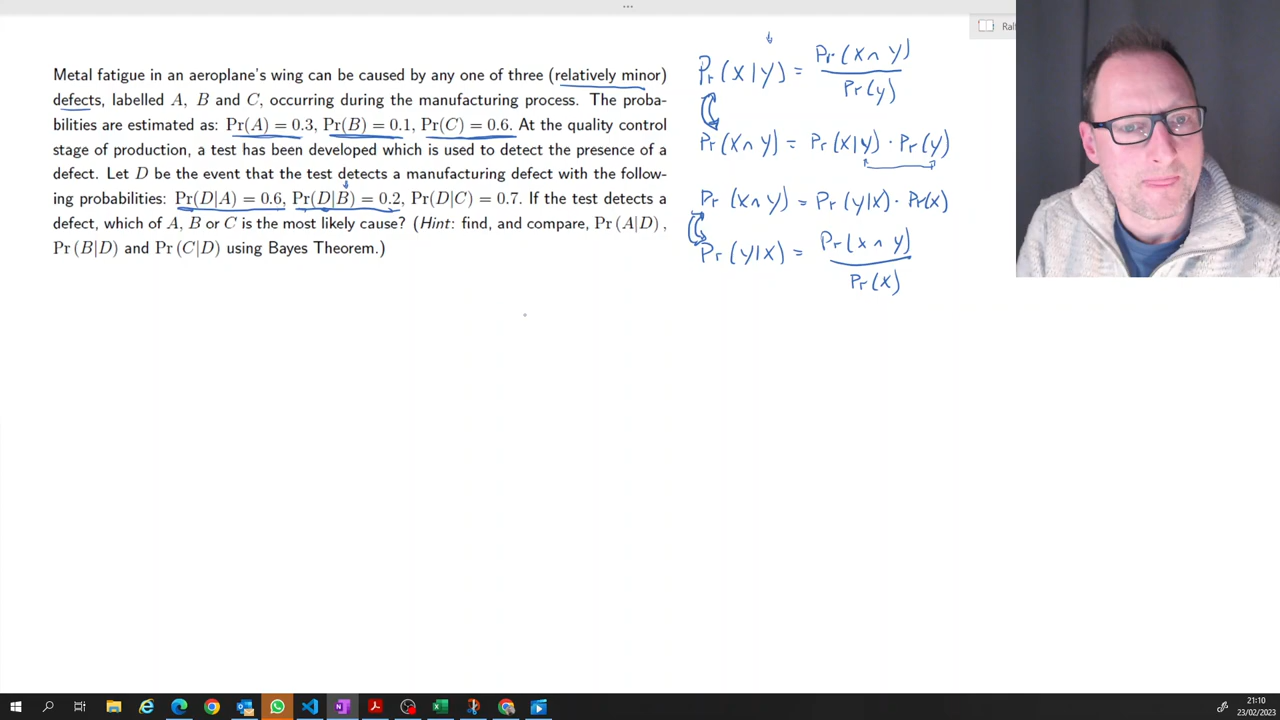 Metal fatigue in an aeroplane's wing can be caused by any one of three (relatively minor)
defects, labelled A, B and C, occurring during the manufacturing process. The proba-
bilities are estimated as: Pr(A) = 0.3, Pr(B) = 0.1, Pr(C) = 0.6. At the quality control
stage of production, a test has been developed which is used to detect the presence of a
defect. Let D be the event that the test detects a manufacturing defect with the follow-
ing probabilities: Pr(D|A) = 0.6, Pr(D|B) = 0.2, Pr(D|C) = 0.7. If the test detects a
defect, which of A, B or C is the most likely cause? (Hint: find, and compare, Pr (A|D) ,
Pr (B|D) and Pr (C|D) using Bayes Theorem.)
Pr(X|Y) = Pr(X∩Y) / Pr(Y)
Pr(X∩Y) = Pr(X|Y) · Pr(Y)
Pr(X∩Y) = Pr(Y|X) · Pr(X)
Pr(Y|X) = Pr(X∩Y) / Pr(X)
Ral
21:10
23/02/2023